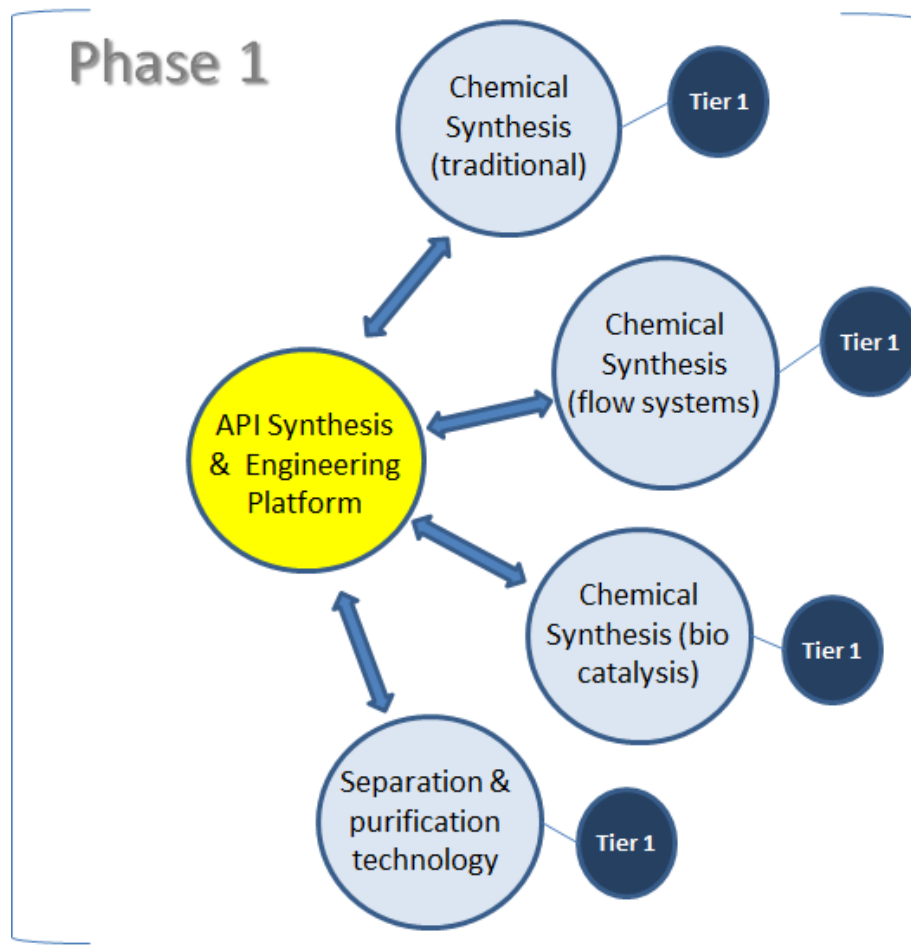 Phase 1
Chemical
Synthesis
(traditional)
Tier 1
Chemical
Synthesis
(flow systems)
Tier 1
API Synthesis
& Engineering
Platform
Chemical
Synthesis (bio
catalysis)
Tier 1
Separation &
purification
technology
Tier 1